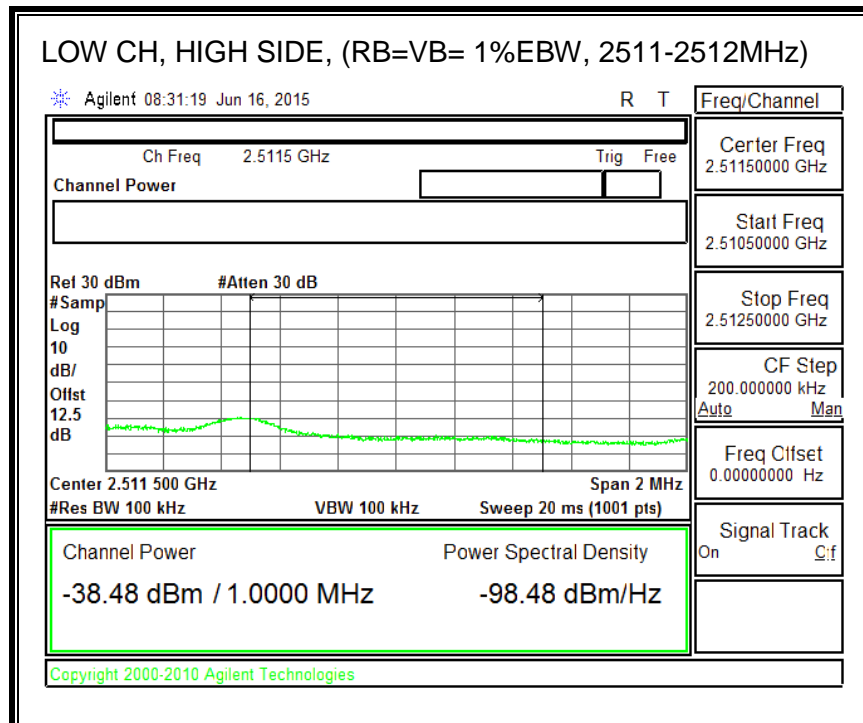 LOW CH, HIGH SIDE, (RB=VB= 1%EBW, 2511-2512MHz)
Agilent 08:31:19 Jun 16, 2015 R T
Freq/Channel
Ch Freq 2.5115 GHz Trig Free
Channel Power
Center Freq
2.51150000 GHz
Start Freq
2.51050000 GHz
Stop Freq
2.51250000 GHz
CF Step
200.000000 kHz
Auto Man
Freq Offset
0.00000000 Hz
Signal Track
On Off
Ref 30 dBm #Atten 30 dB
#Samp
Log
10
dB/
Offst
12.5
dB
Center 2.511 500 GHz Span 2 MHz
#Res BW 100 kHz VBW 100 kHz Sweep 20 ms (1001 pts)
Channel Power Power Spectral Density
-38.48 dBm / 1.0000 MHz -98.48 dBm/Hz
Copyright 2000-2010 Agilent Technologies